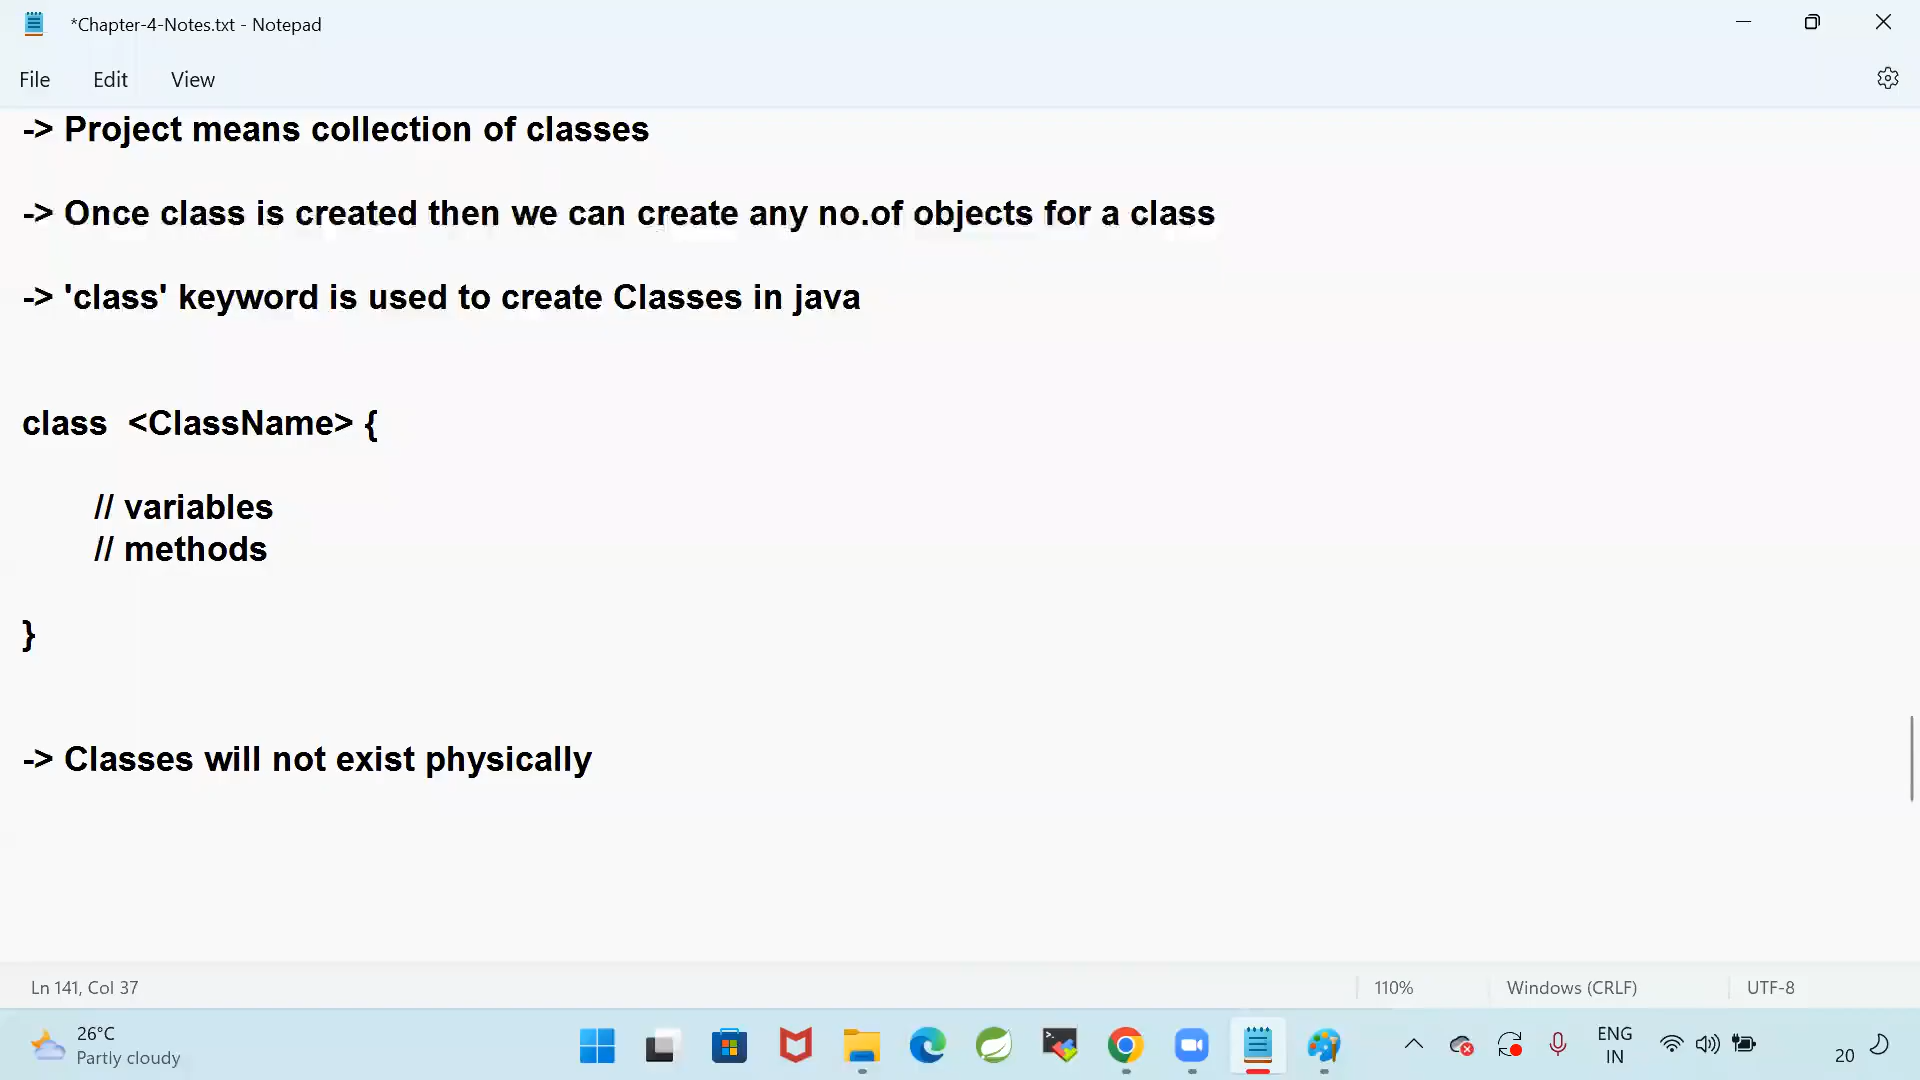 *Chapter-4-Notes.txt - Notepad
File Edit View
-> Project means collection of classes
-> Once class is created then we can create any no.of objects for a class
-> 'class' keyword is used to create Classes in java
class  <ClassName> {
// variables
// methods
}
-> Classes will not exist physically
Ln 141, Col 37 110% Windows (CRLF) UTF-8
26°C
Partly cloudy
ENG
IN
20